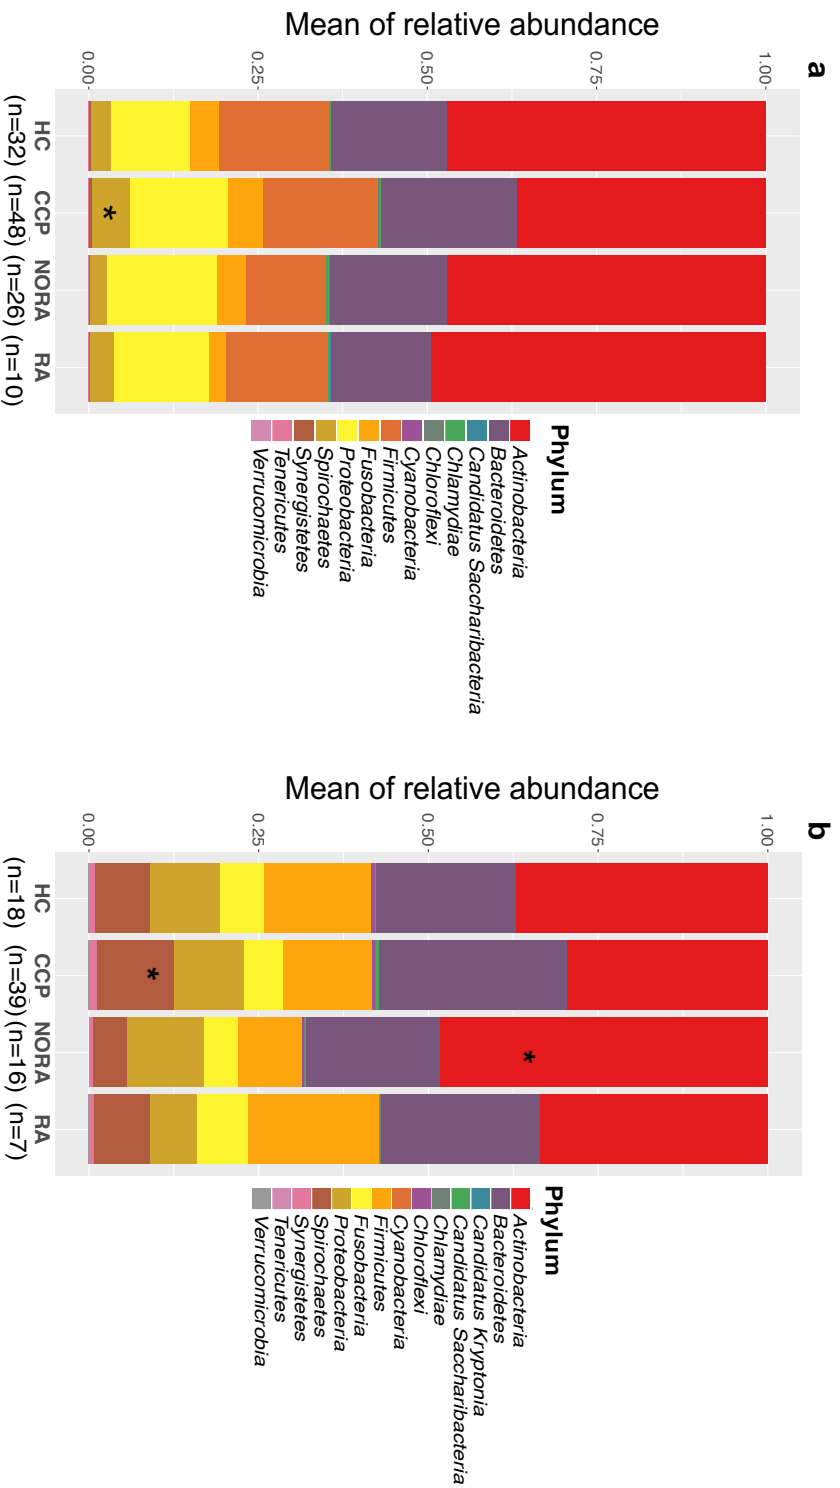 a
Mean of relative abundance
1.00
0.75
0.50
0.25
0.00
HC
(n=32)
CCP
(n=48)
NORA
(n=26)
RA
(n=10)
*
Phylum
Actinobacteria
Bacteroidetes
Candidatus Saccharibacteria
Chlamydiae
Chloroflexi
Cyanobacteria
Firmicutes
Fusobacteria
Proteobacteria
Spirochaetes
Synergistetes
Tenericutes
Verrucomicrobia
b
Mean of relative abundance
1.00
0.75
0.50
0.25
0.00
HC
(n=18)
CCP
(n=39)
NORA
(n=16)
RA
(n=7)
*
*
Phylum
Actinobacteria
Bacteroidetes
Candidatus Kryptonia
Candidatus Saccharibacteria
Chlamydiae
Chloroflexi
Cyanobacteria
Firmicutes
Fusobacteria
Proteobacteria
Spirochaetes
Synergistetes
Tenericutes
Verrucomicrobia